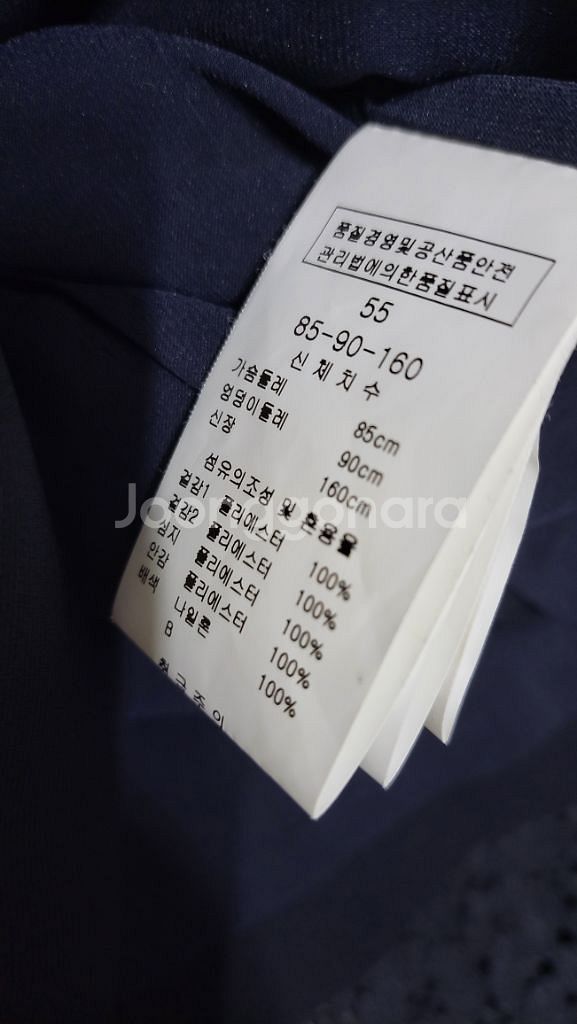 품질경영및공산품안전
관리법에의한품질표시
55
85-90-160
신체치수
가슴둘레 85cm
엉덩이둘레 90cm
신장 160cm
섬유의조성 및 혼용율
겉감1 폴리에스터 100%
겉감2 폴리에스터 100%
심지 폴리에스터 100%
안감 폴리에스터 100%
배색 나일론 100%
B
Joonggonara